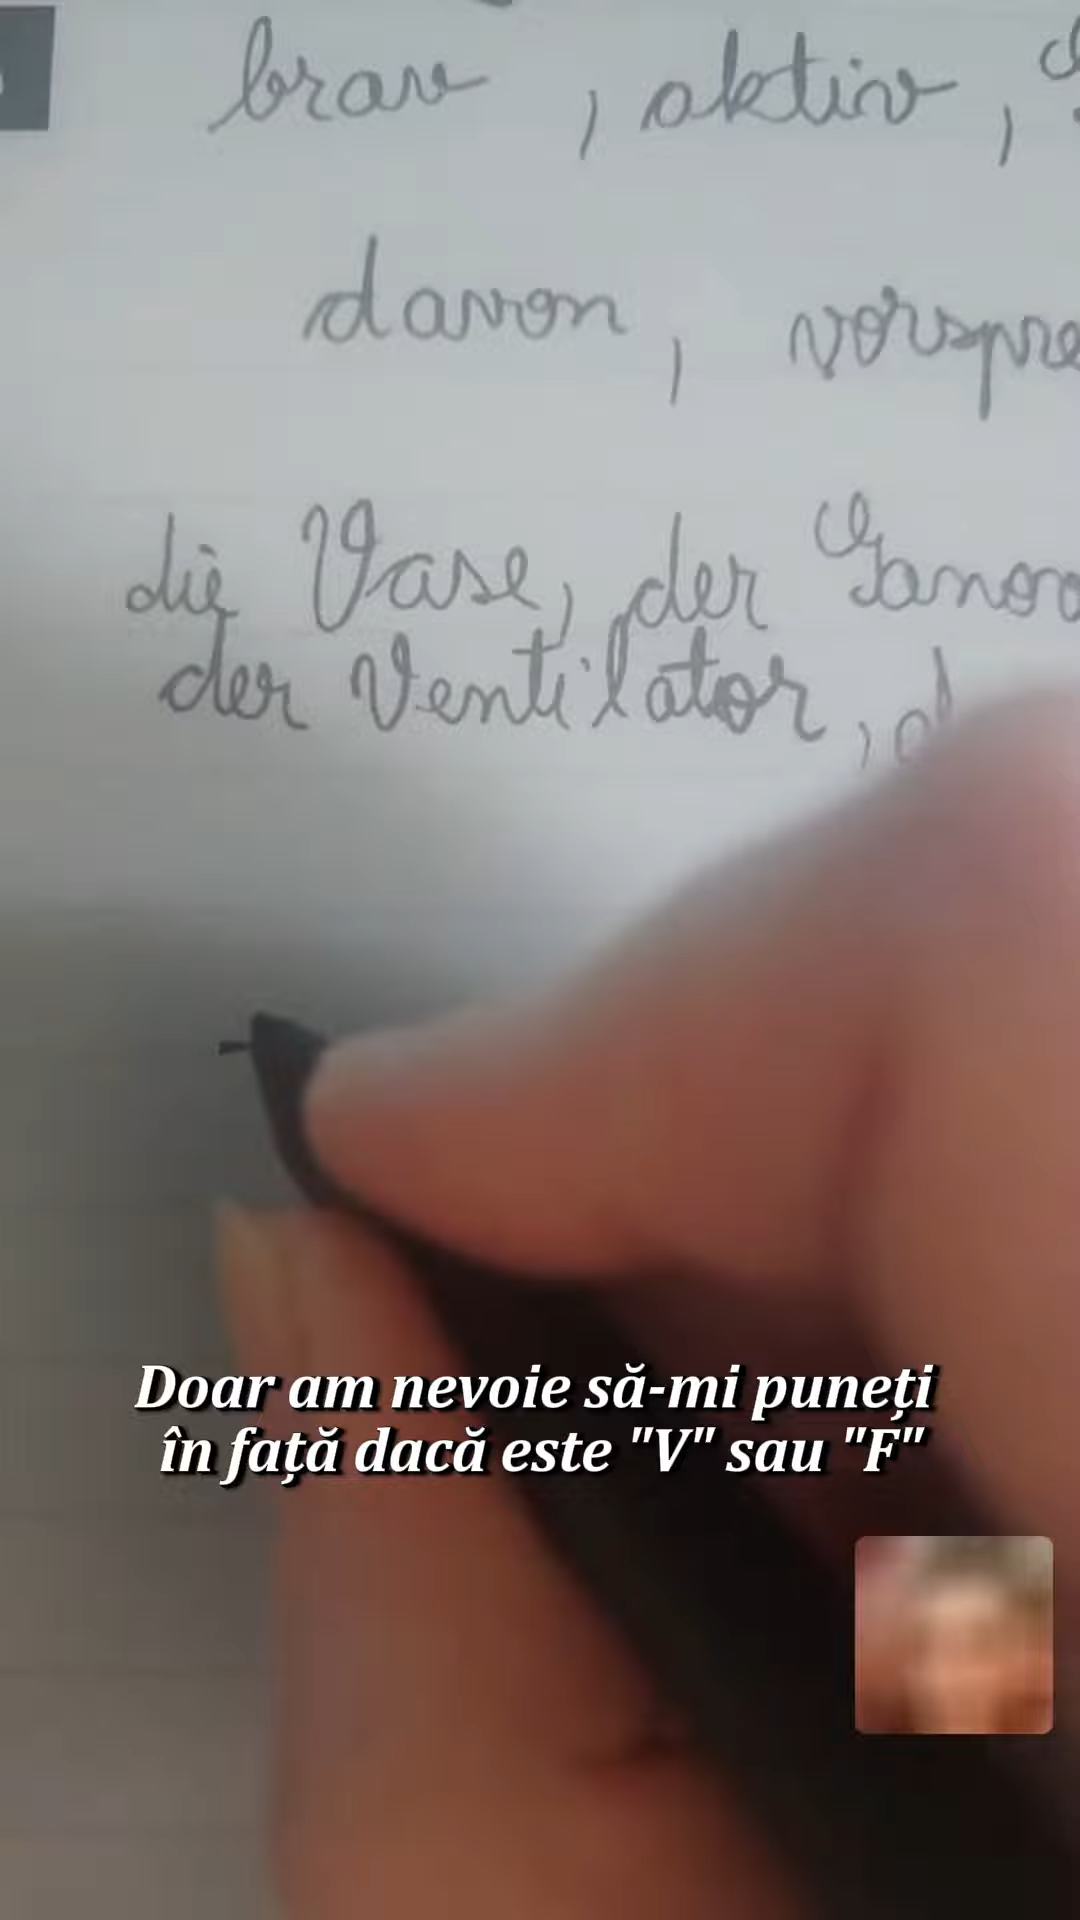 brav, aktiv,
davon,
die Vase, der
der Ventilator,
Doar am nevoie să-mi puneți
în față dacă este "V" sau "F"